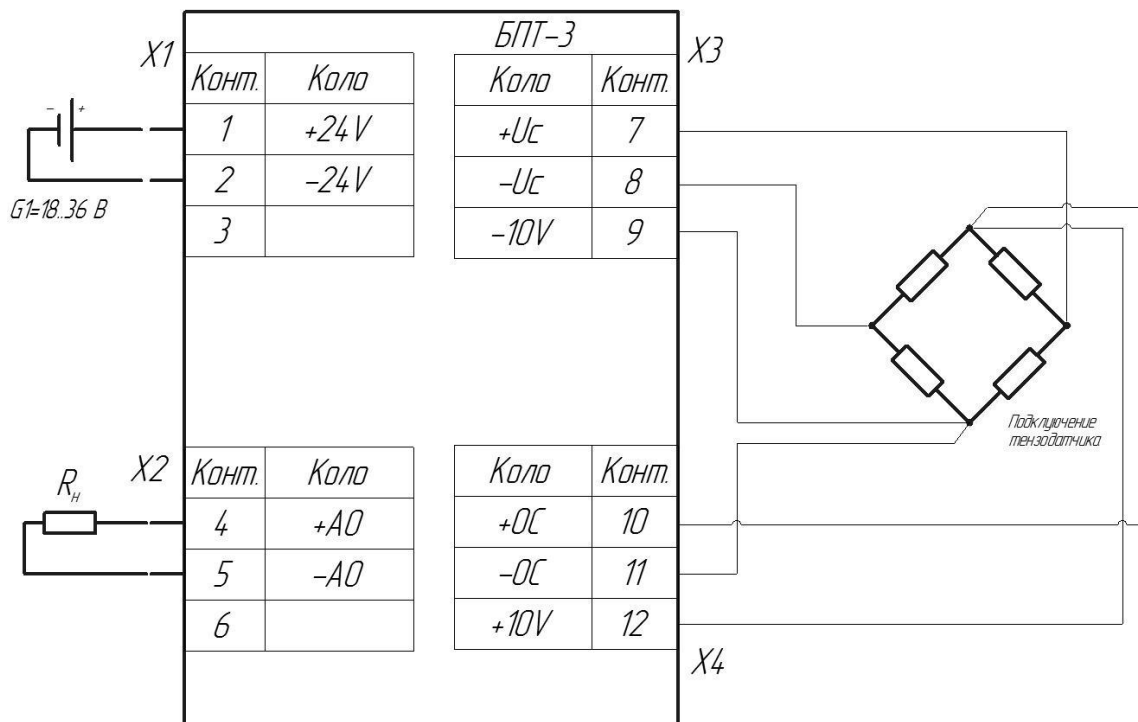 БПТ-3
X1
X3
Конт. Коло
1 +24V
2 -24V
3
Коло Конт.
+Uc 7
-Uc 8
-10V 9
- +
G1=18..36 В
Подключение
тензодатчика
X2
Rн
Конт. Коло
4 +AO
5 -AO
6
Коло Конт.
+OC 10
-OC 11
+10V 12
X4